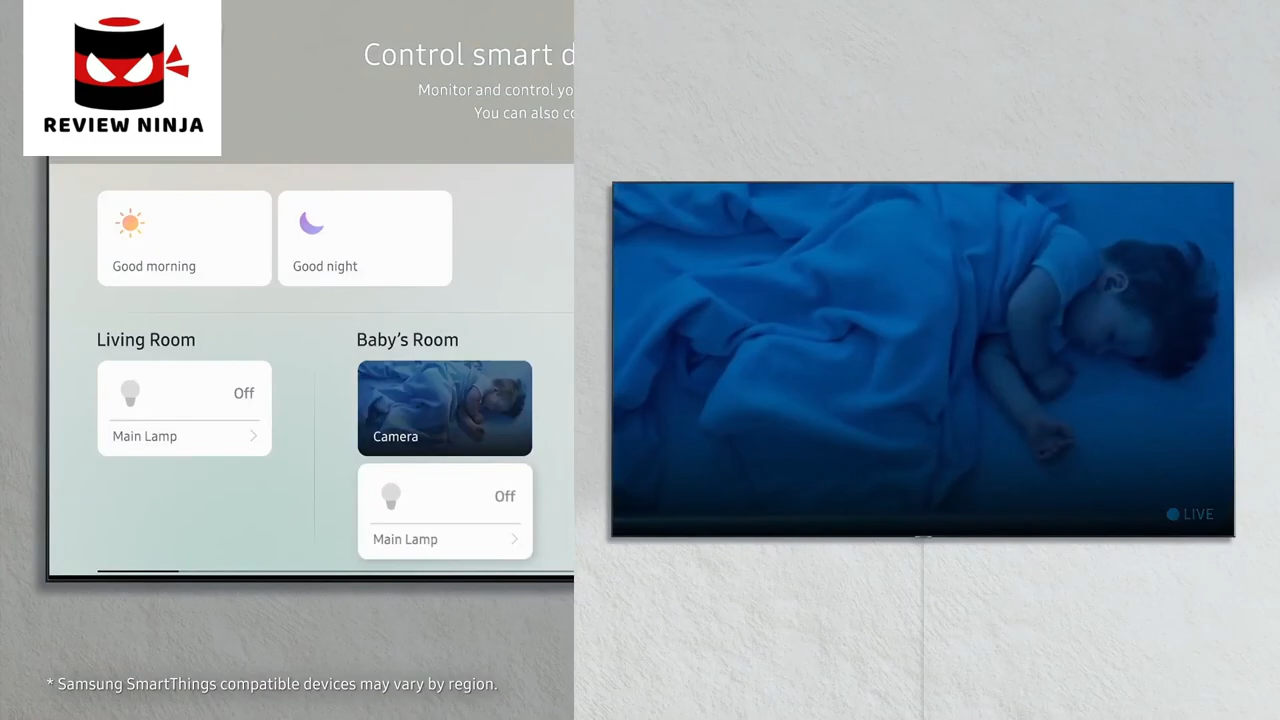 REVIEW NINJA
Control smart d
Monitor and control yo
You can also co
Good morning
Good night
Living Room
Baby's Room
Off
Main Lamp
Camera
Off
Main Lamp
LIVE
* Samsung SmartThings compatible devices may vary by region.